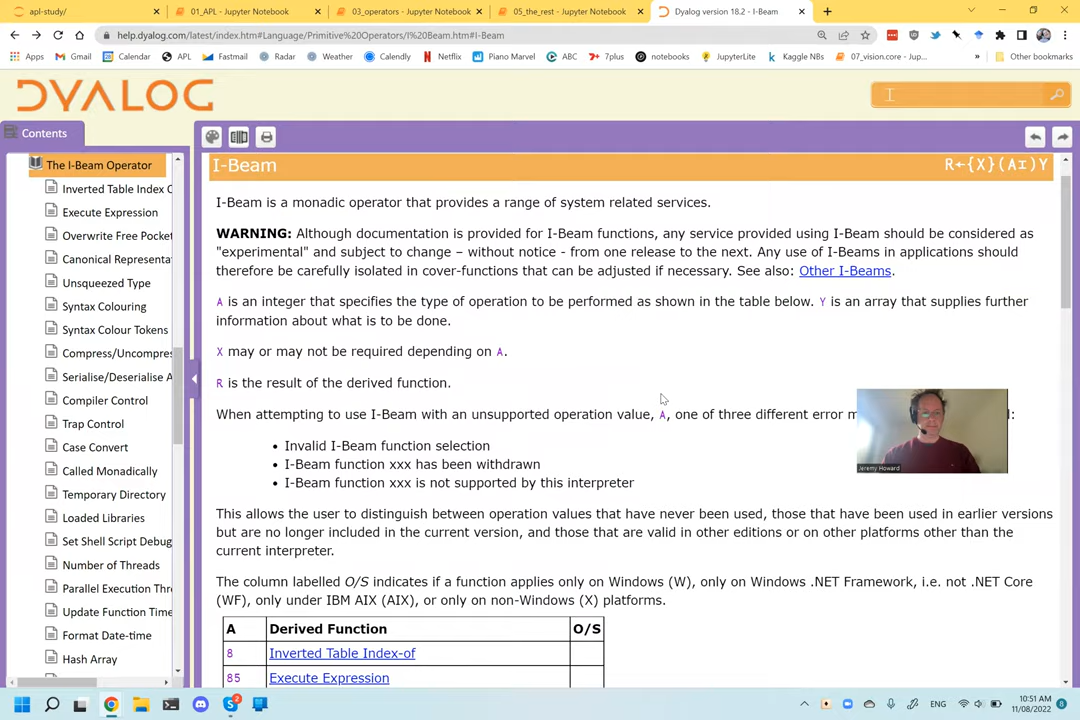 apl-study/
01_APL - Jupyter Notebook
03_operators - Jupyter Notebook
05_the_rest - Jupyter Notebook
Dyalog version 18.2 - I-Beam
help.dyalog.com/latest/index.htm#Language/Primitive%20Operators/I%20Beam.htm#I-Beam
Apps
Gmail
Calendar
APL
Fastmail
Radar
Weather
Calendly
Netflix
Piano Marvel
ABC
7plus
notebooks
JupyterLite
Kaggle NBs
07_vision.core - Jup...
»
Other bookmarks
DYALOG
Contents
The I-Beam Operator
Inverted Table Index O
Execute Expression
Overwrite Free Pocket
Canonical Representa
Unsqueezed Type
Syntax Colouring
Syntax Colour Tokens
Compress/Uncompres
Serialise/Deserialise A
Compiler Control
Trap Control
Case Convert
Called Monadically
Temporary Directory
Loaded Libraries
Set Shell Script Debug
Number of Threads
Parallel Execution Thr
Update Function Time
Format Date-time
Hash Array
I-Beam R←{X}(A⌶)Y
I-Beam is a monadic operator that provides a range of system related services.
WARNING: Although documentation is provided for I-Beam functions, any service provided using I-Beam should be considered as
"experimental" and subject to change – without notice - from one release to the next. Any use of I-Beams in applications should
therefore be carefully isolated in cover-functions that can be adjusted if necessary. See also: Other I-Beams.
A is an integer that specifies the type of operation to be performed as shown in the table below. Y is an array that supplies further
information about what is to be done.
X may or may not be required depending on A.
R is the result of the derived function.
When attempting to use I-Beam with an unsupported operation value, A, one of three different error m :
• Invalid I-Beam function selection
• I-Beam function xxx has been withdrawn
• I-Beam function xxx is not supported by this interpreter
This allows the user to distinguish between operation values that have never been used, those that have been used in earlier versions
but are no longer included in the current version, and those that are valid in other editions or on other platforms other than the
current interpreter.
The column labelled O/S indicates if a function applies only on Windows (W), only on Windows .NET Framework, i.e. not .NET Core
(WF), only under IBM AIX (AIX), or only on non-Windows (X) platforms.
A Derived Function O/S
8 Inverted Table Index-of
85 Execute Expression
Jeremy Howard
2
ENG
10:51 AM
11/08/2022
8